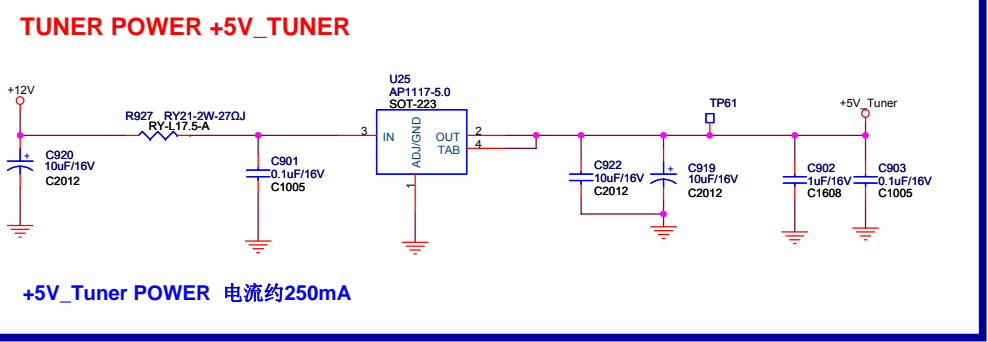 TUNER POWER +5V_TUNER
+12V
R927 RY21-2W-27ΩJ
RY-L17.5-A
U25
AP1117-5.0
SOT-223
TP61
+5V_Tuner
3
IN
ADJ/GND
OUT
TAB
2
4
1
C920
10uF/16V
C2012
C901
0.1uF/16V
C1005
C922
10uF/16V
C2012
C919
10uF/16V
C2012
C902
1uF/16V
C1608
C903
0.1uF/16V
C1005
+5V_Tuner POWER 电流约250mA